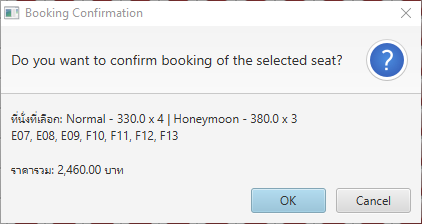 Booking Confirmation
Do you want to confirm booking of the selected seat?
?
ที่นั่งที่เลือก: Normal - 330.0 x 4 | Honeymoon - 380.0 x 3
E07, E08, E09, F10, F11, F12, F13
ราคารวม: 2,460.00 บาท
OK Cancel